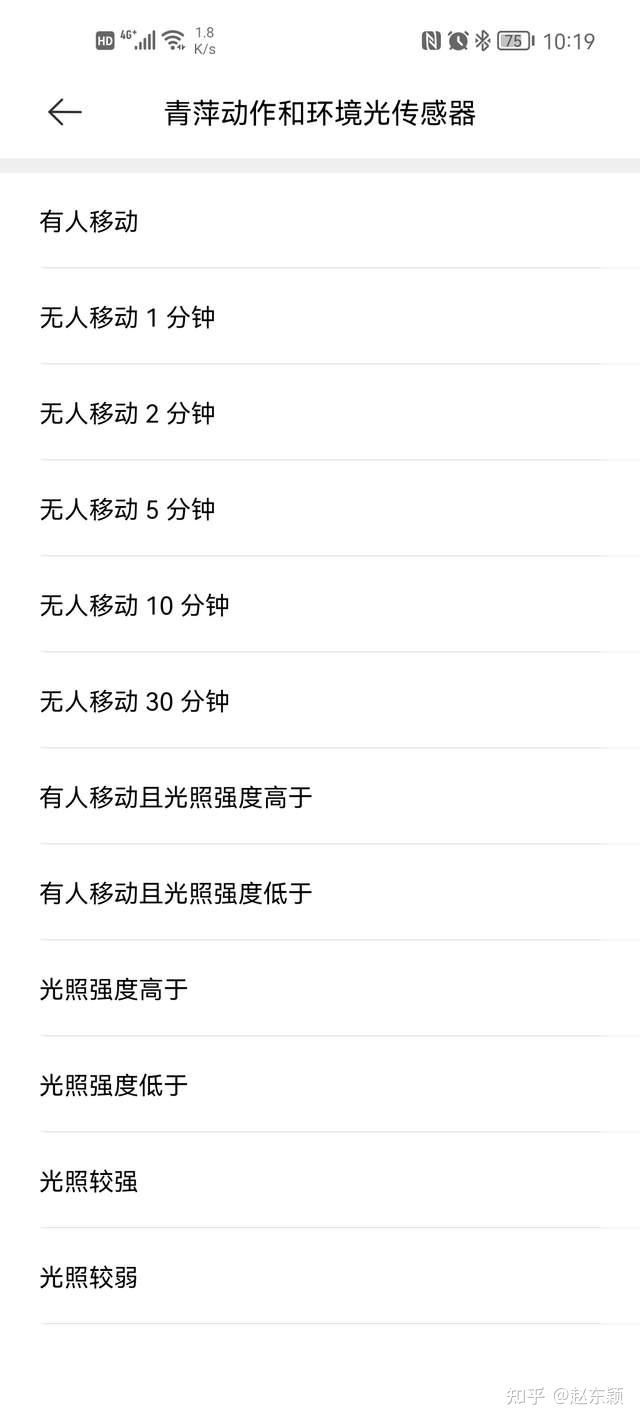 HD 4G+ 1.8 K/s 75 10:19
青萍动作和环境光传感器
有人移动
无人移动 1 分钟
无人移动 2 分钟
无人移动 5 分钟
无人移动 10 分钟
无人移动 30 分钟
有人移动且光照强度高于
有人移动且光照强度低于
光照强度高于
光照强度低于
光照较强
光照较弱
知乎 @赵东颖